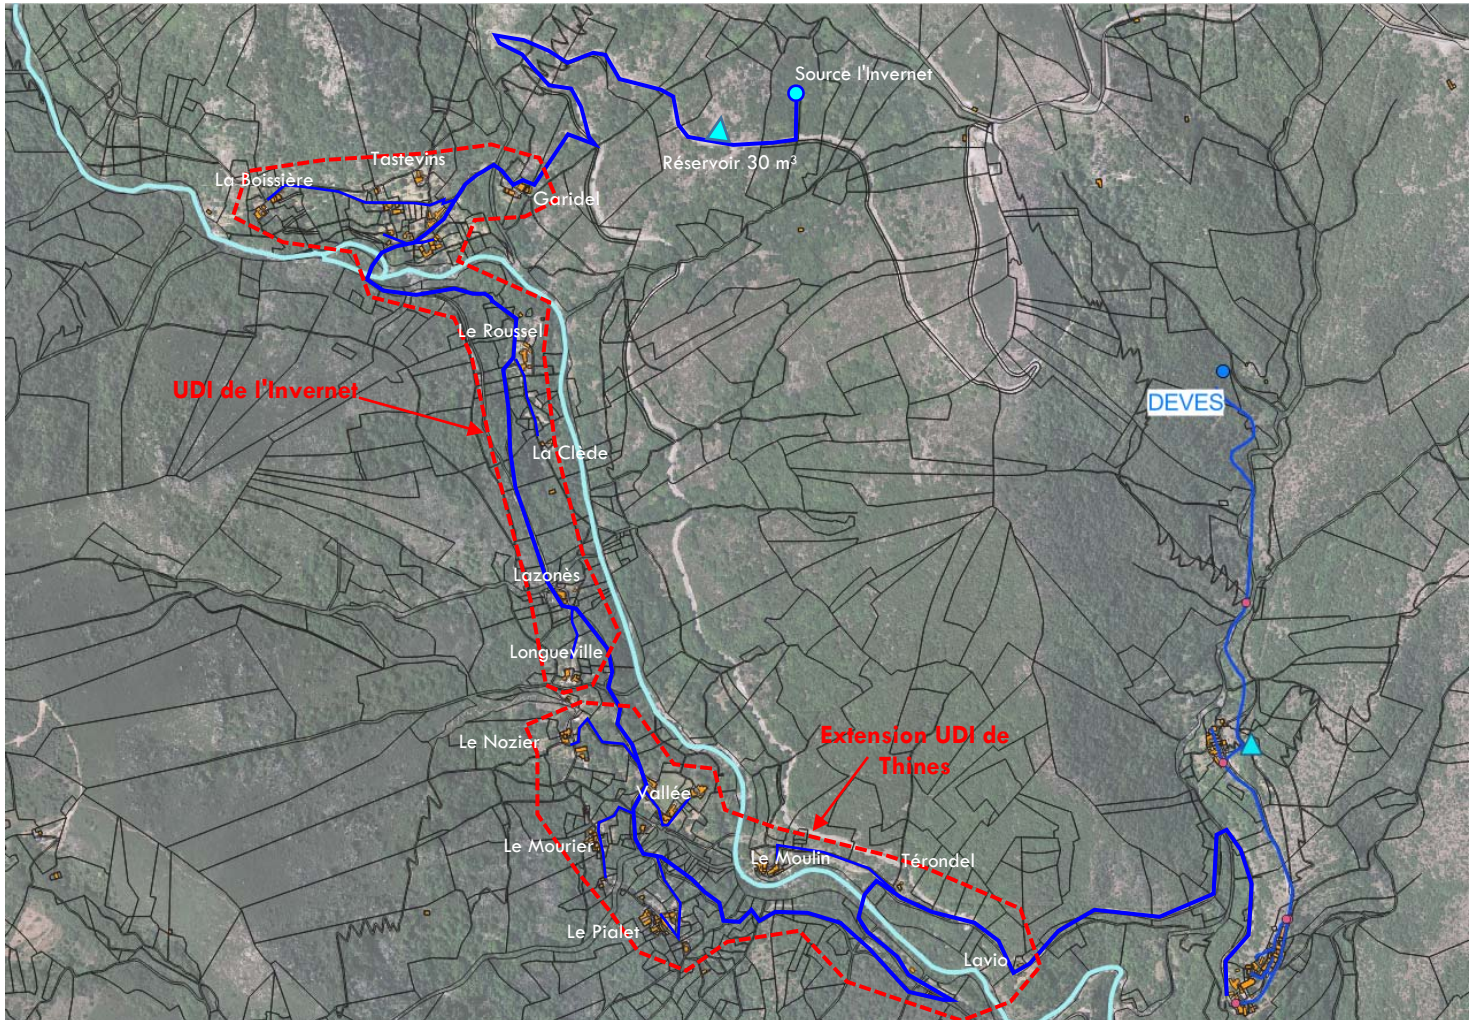 Source l'Invernet
Tastevins
Réservoir 30 m³
La Boissière
Garidel
Le Roussel
UDI de l'Invernet
DEVES
La Clède
Lazonès
Longueville
Le Nozier
Extension UDI de
Thines
Vallée
Le Mourier
Le Moulin
Térondel
Le Pialet
Lavio